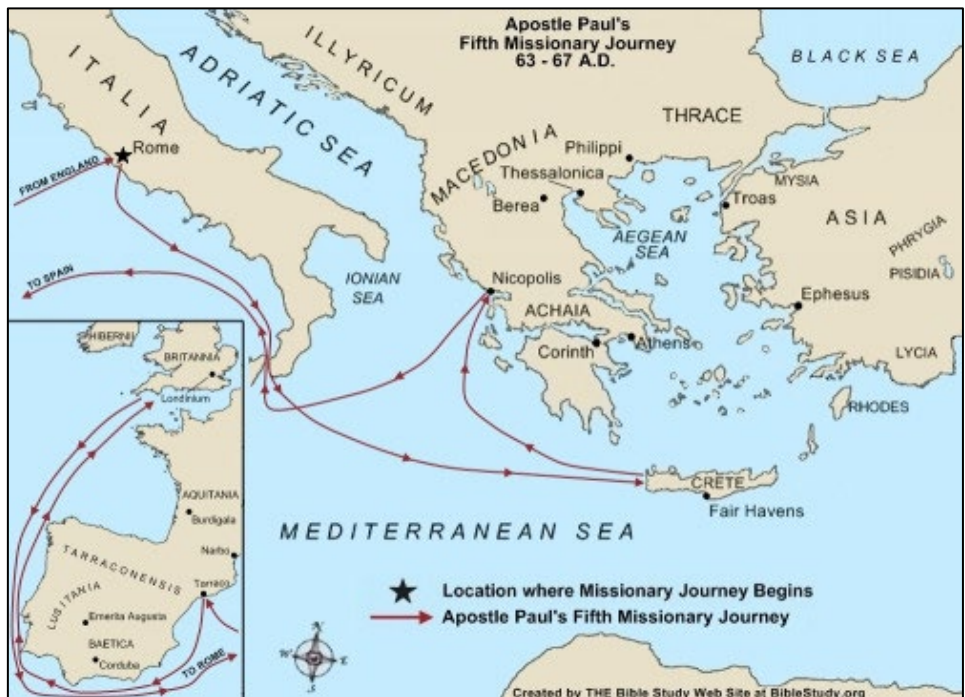 Apostle Paul's
Fifth Missionary Journey
63 - 67 A.D.
ILLYRICUM
BLACK SEA
ITALIA
ADRIATIC SEA
THRACE
Rome
MACEDONIA
Philippi
Thessalonica
FROM ENGLAND
MYSIA
Berea
Troas
ASIA
AEGEAN
SEA
PHRYGIA
PISIDIA
TO SPAIN
IONIAN
SEA
Nicopolis
Ephesus
ACHAIA
Corinth
Athens
LYCIA
HIBERNII
BRITANNIA
Londinium
RHODES
CRETE
Fair Havens
AQUITANIA
Burdigala
MEDITERRANEAN SEA
Narbo
TARRACONENSIS
Tarraco
LUSITANIA
Emerita Augusta
BAETICA
Corduba
TO ROME
Location where Missionary Journey Begins
Apostle Paul's Fifth Missionary Journey
N
E
S
Created by THE Bible Study Web Site at BibleStudy.org